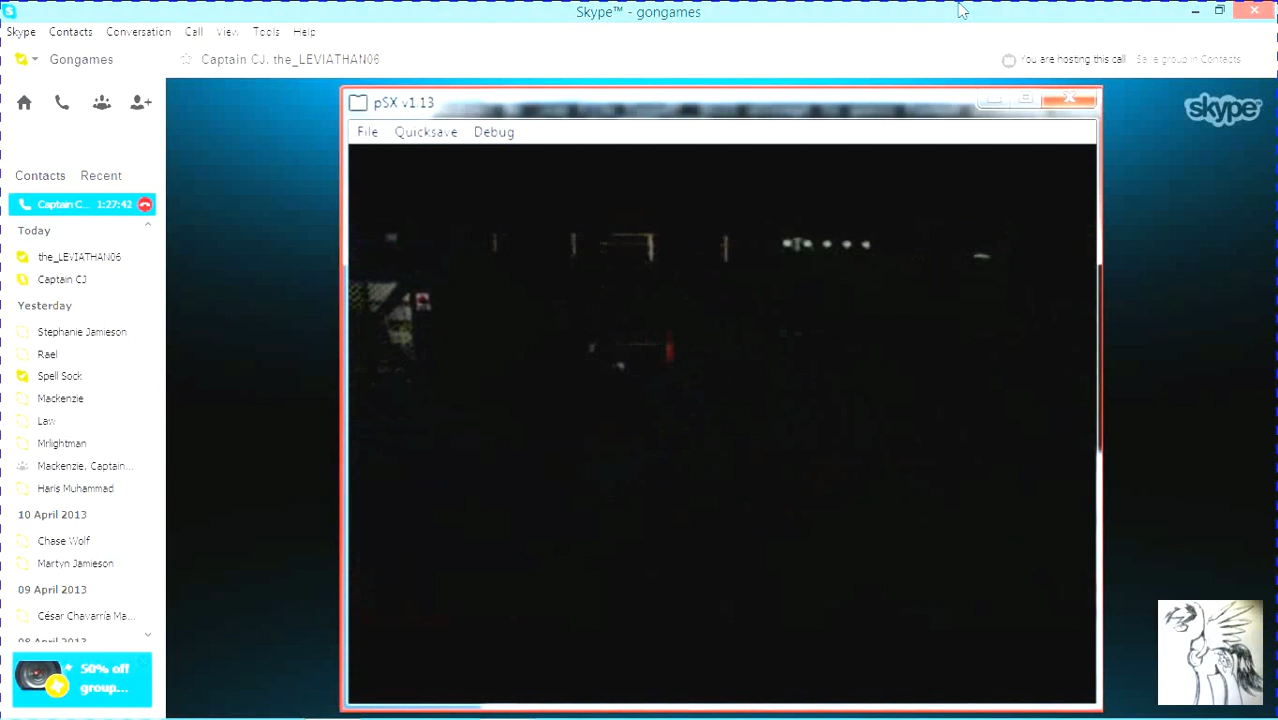 Skype™ - gongames
Skype Contacts Conversation Call View Tools Help
Gongames
Captain CJ, the_LEVIATHAN06
You are hosting this call
Save group in Contacts
skype
pSX v1.13
File Quicksave Debug
Contacts Recent
Captain C... 1:27:42
Today
the_LEVIATHAN06
Captain CJ
Yesterday
Stephanie Jamieson
Rael
Spell Sock
Mackenzie
Law
Mrlightman
Mackenzie, Captain...
Haris Muhammad
10 April 2013
Chase Wolf
Martyn Jamieson
09 April 2013
César Chavarría Ma...
08 April 2013
50% off
group...